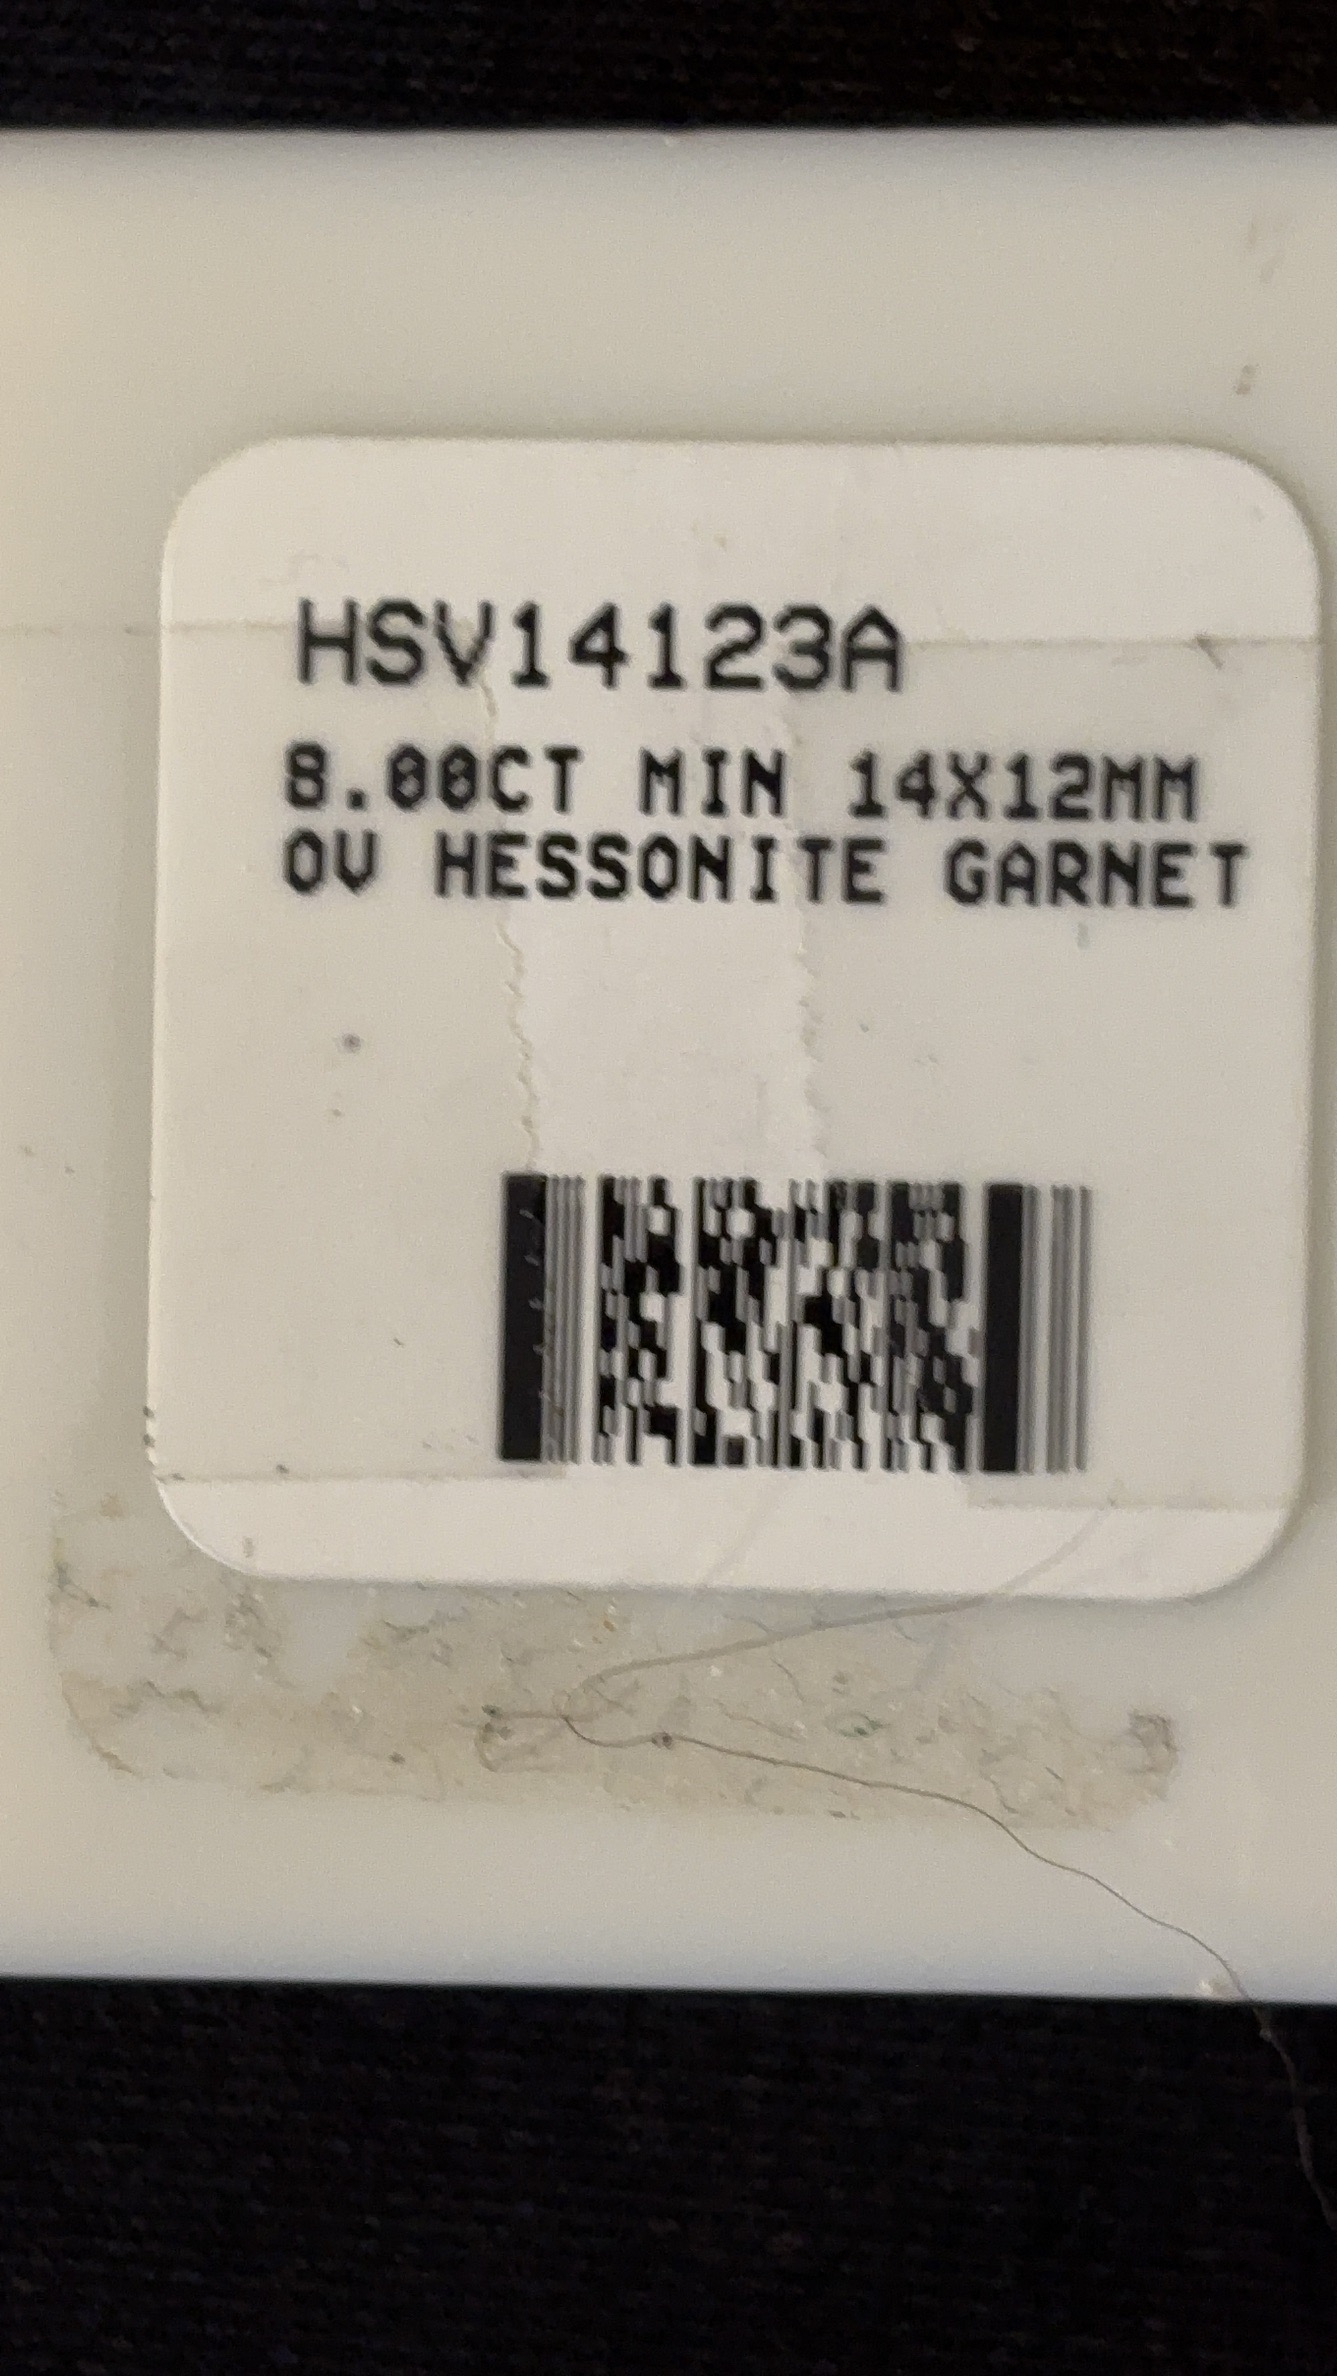 HSV14123A
8.00CT MIN 14X12MM
OV HESSONITE GARNET